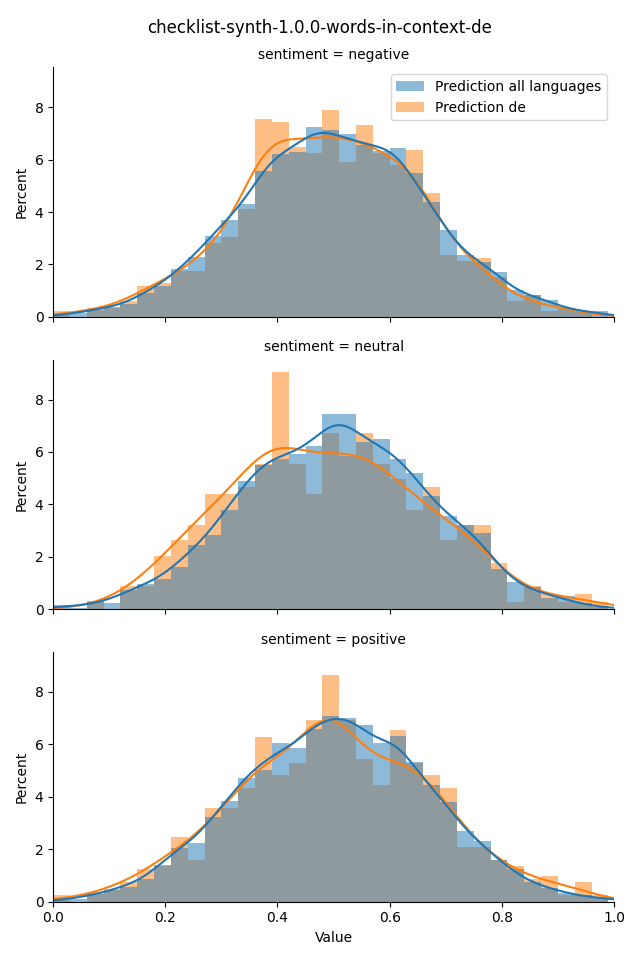 checklist-synth-1.0.0-words-in-context-de
sentiment = negative
Prediction all languages
Prediction de
8
6
4
2
0
Percent
sentiment = neutral
8
6
4
2
0
Percent
sentiment = positive
8
6
4
2
0
Percent
0.0 0.2 0.4 0.6 0.8 1.0
Value